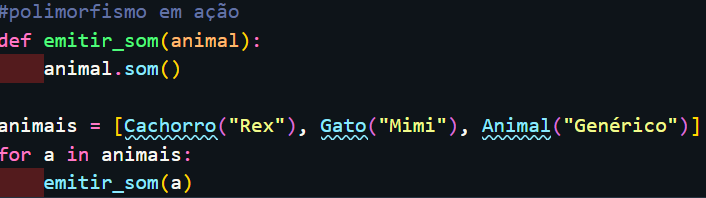 #polimorfismo em ação
def emitir_som(animal):
    animal.som()
animais = [Cachorro("Rex"), Gato("Mimi"), Animal("Genérico")]
for a in animais:
    emitir_som(a)